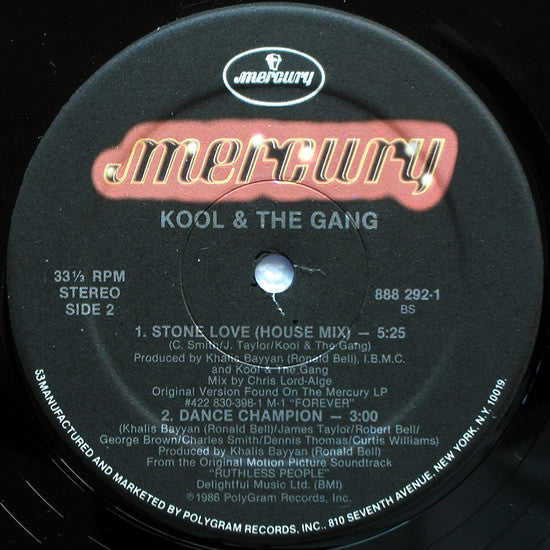 mercury
mercury
KOOL & THE GANG
33⅓ RPM
STEREO
SIDE 2
888 292-1
BS
1. STONE LOVE (HOUSE MIX) — 5:25
(C. Smith/J. Taylor/Kool & The Gang)
Produced by Khalis Bayyan (Ronald Bell), I.B.M.C.
and Kool & The Gang
Mix by Chris Lord-Alge
Original Version Found On The Mercury LP
#422 830-398-1 M-1 "FOREVER"
2. DANCE CHAMPION — 3:00
(Khalis Bayyan (Ronald Bell)/James Taylor/Robert Bell/
George Brown/Charles Smith/Dennis Thomas/Curtis Williams)
Produced by Khalis Bayyan (Ronald Bell)
From the Original Motion Picture Soundtrack
"RUTHLESS PEOPLE"
Delightful Music Ltd. (BMI)
℗1986 PolyGram Records, Inc.
53 MANUFACTURED AND MARKETED BY POLYGRAM RECORDS, INC., 810 SEVENTH AVENUE, NEW YORK, N.Y. 10019.